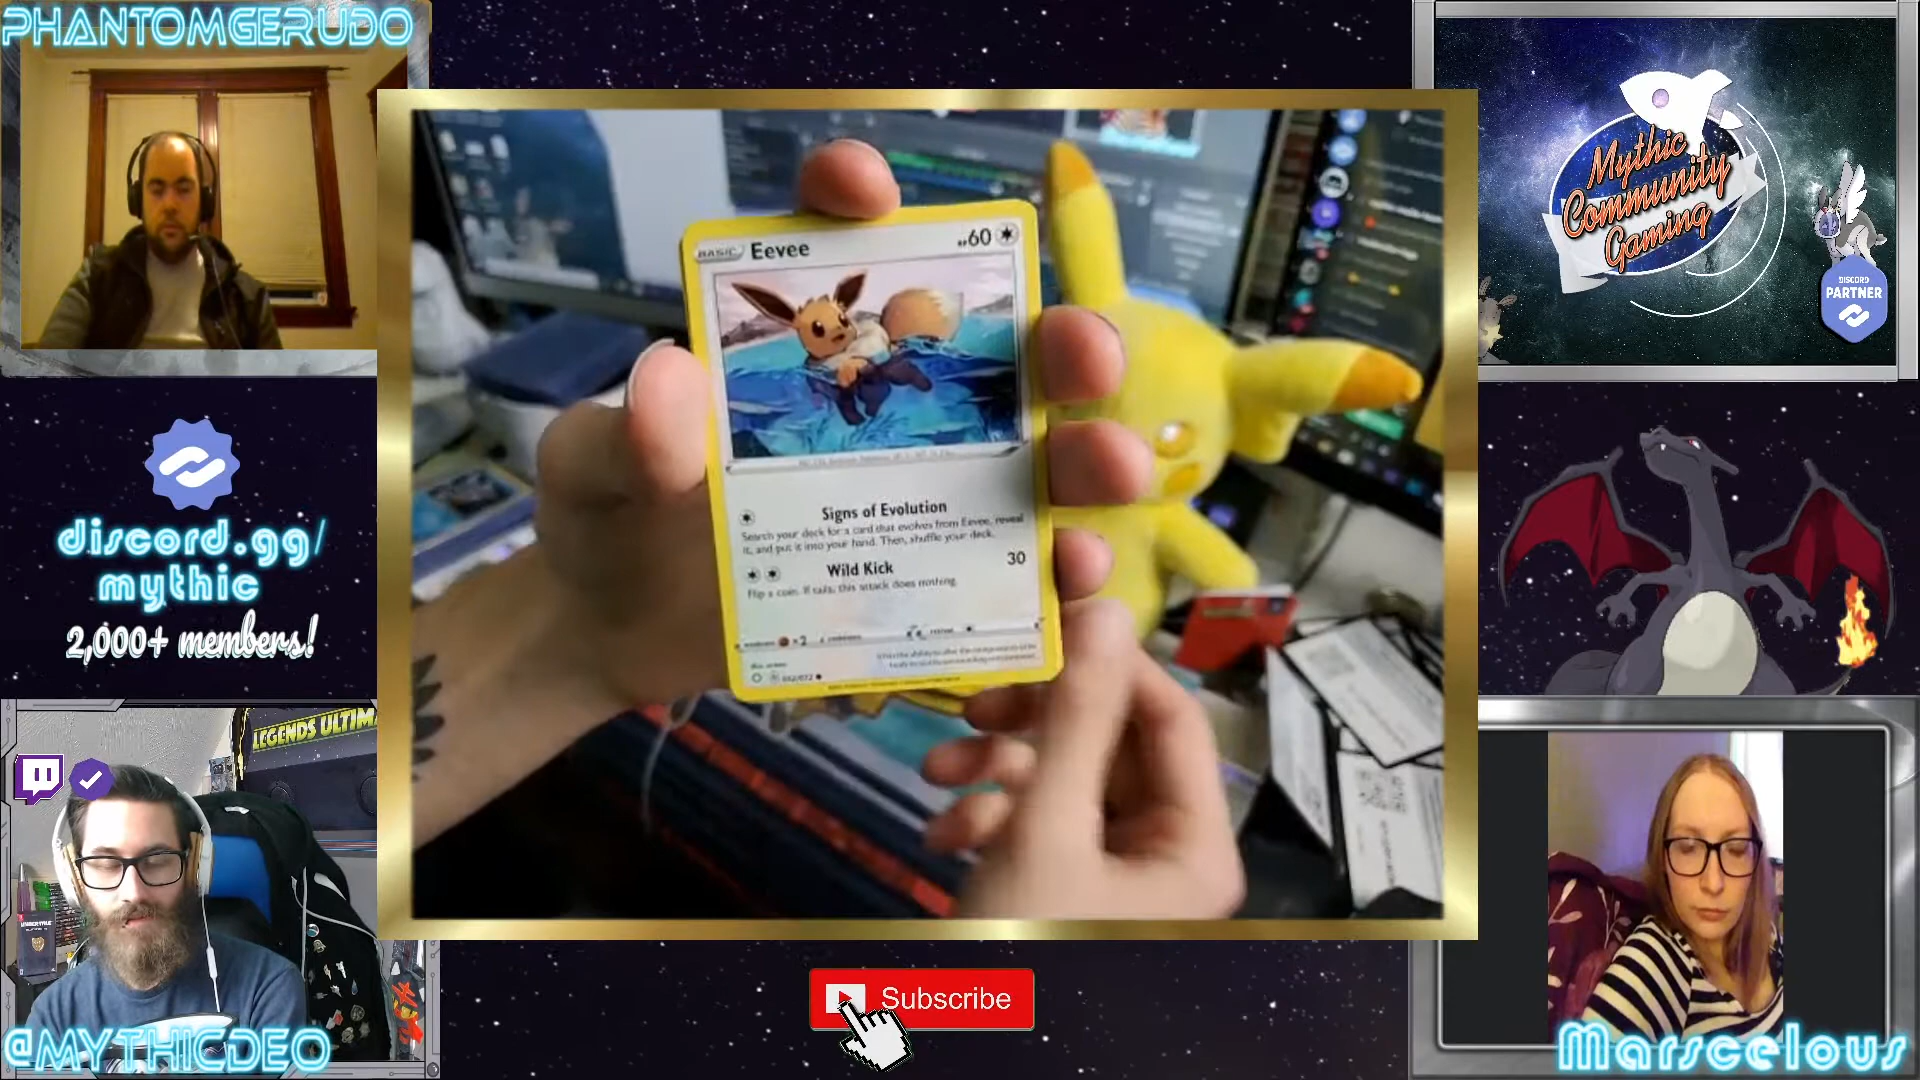 PHANTOMGERUDO
BASIC Eevee
60
Signs of Evolution
Search your deck for a card that evolves from Eevee, reveal
it, and put it into your hand. Then, shuffle your deck.
Wild Kick 30
Flip a coin. If tails, this attack does nothing.
×2
Mythic
Community
Gaming
DISCORD
PARTNER
discord.gg/
mythic
2,000+ members!
LEGENDS ULTIMA
@MYTHICDEO
Subscribe
Marscelous